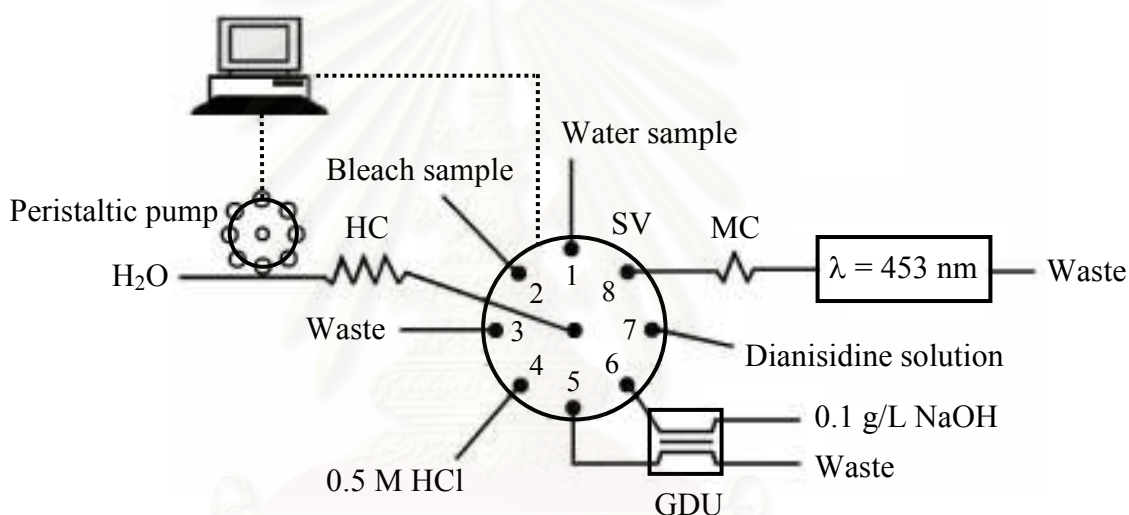 Water sample
Bleach sample
Peristaltic pump
HC
SV
MC
λ = 453 nm
Waste
H₂O
1
2
8
Waste
3
7
Dianisidine solution
4
6
5
0.1 g/L NaOH
Waste
0.5 M HCl
GDU